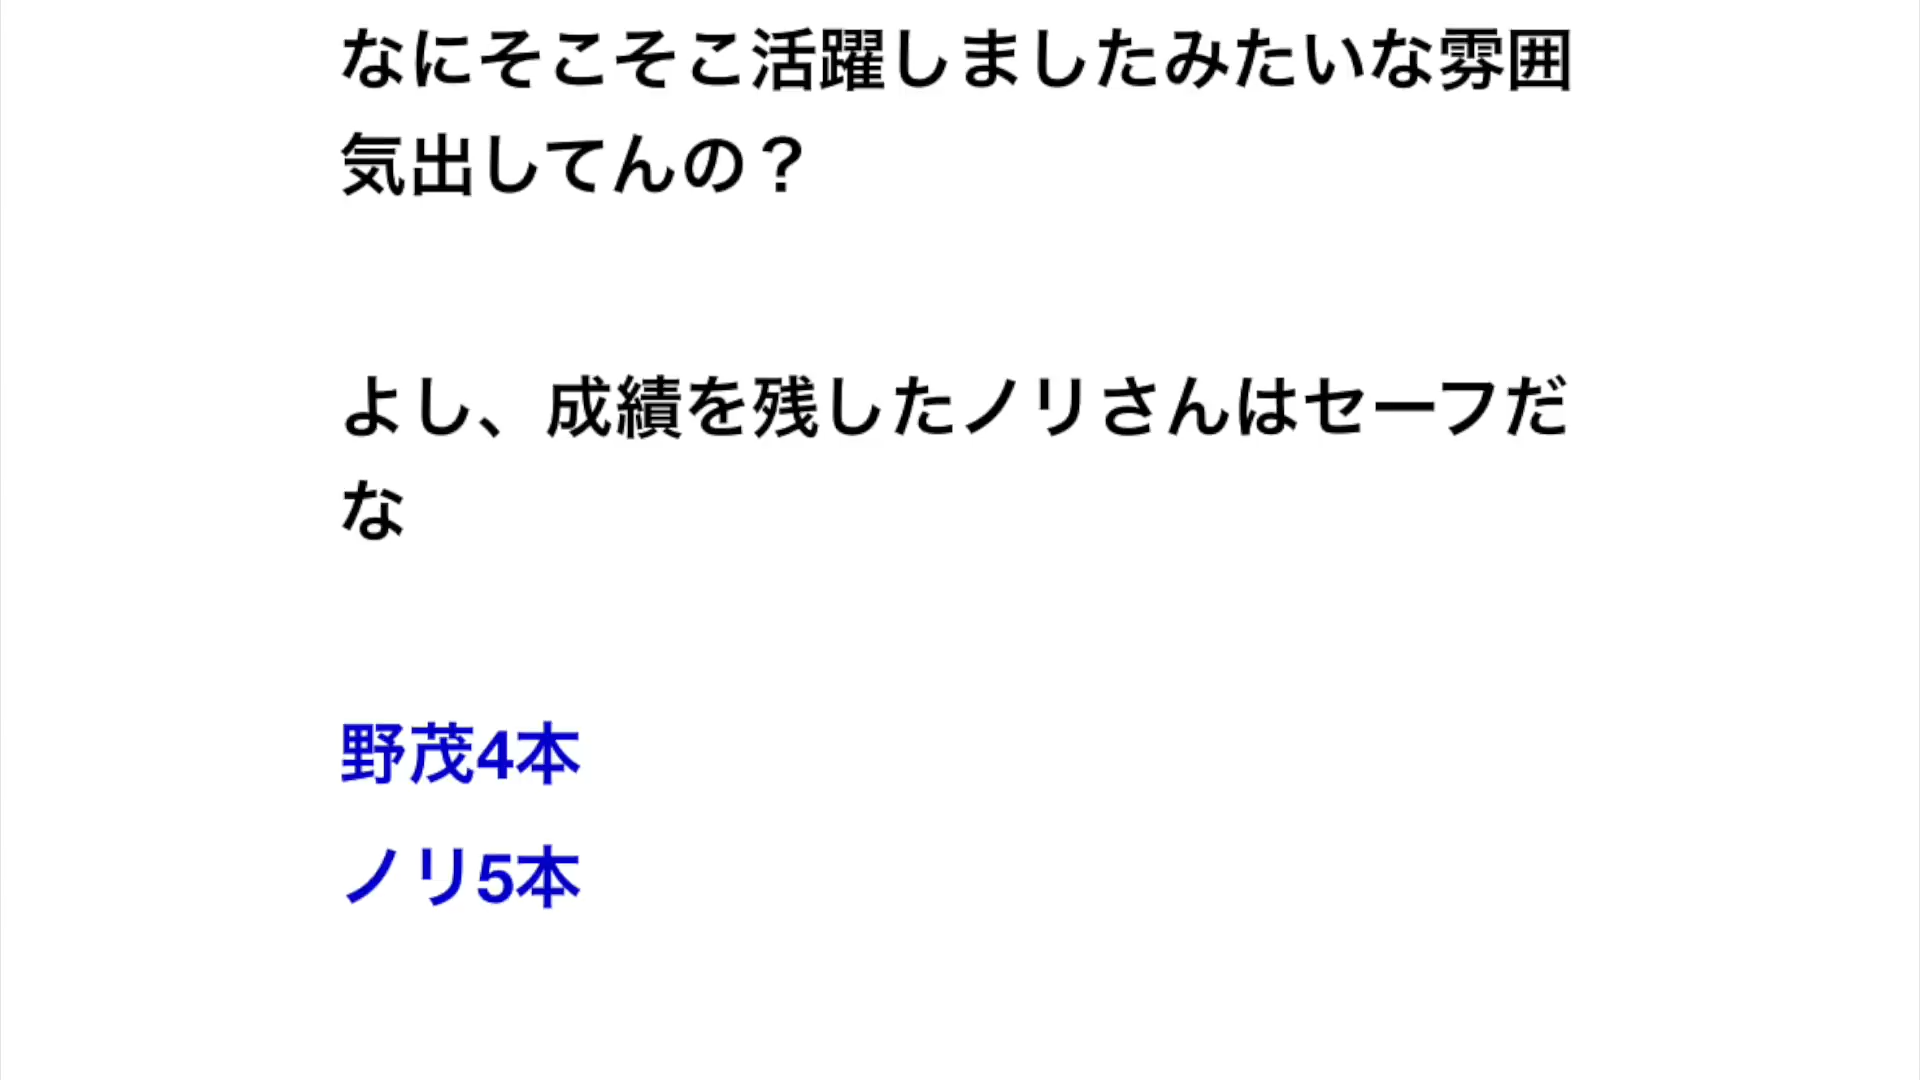 なにそこそこ活躍しましたみたいな雰囲
気出してんの？
よし、成績を残したノリさんはセーフだ
な
野茂4本
ノリ5本